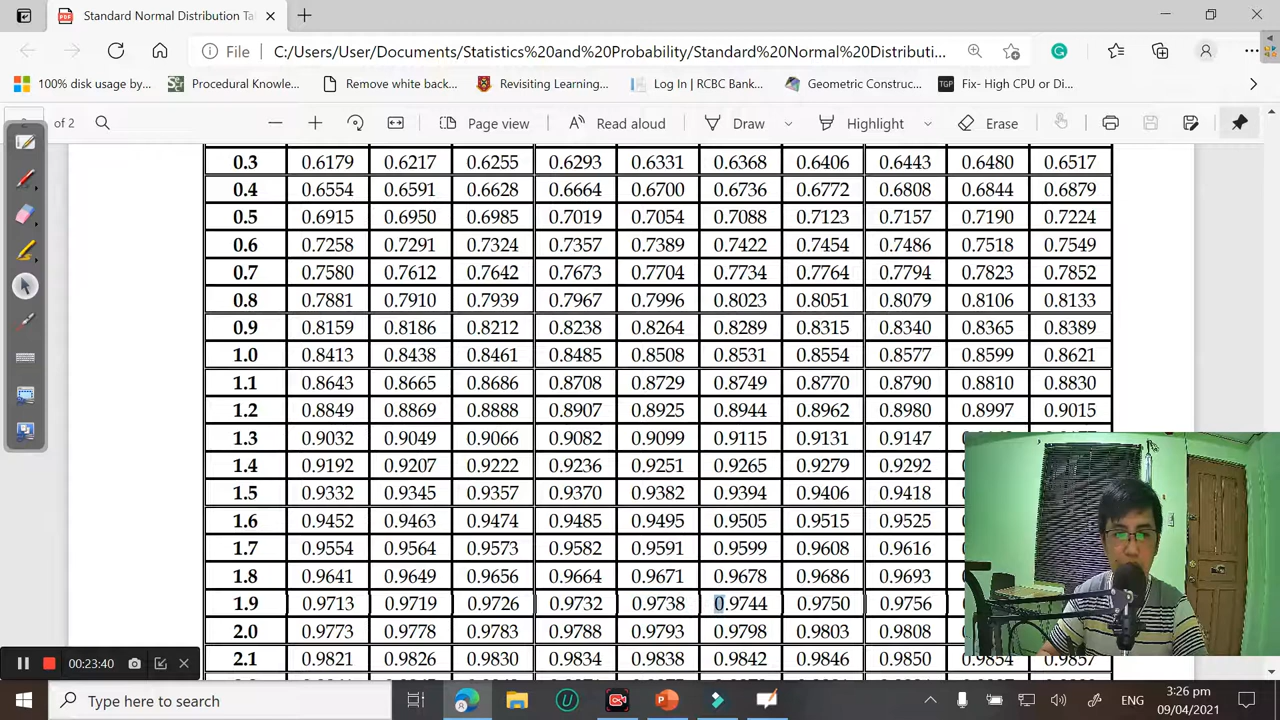 Standard Normal Distribution Ta
File C:/Users/User/Documents/Statistics%20and%20Probability/Standard%20Normal%20Distributi...
100% disk usage by... Procedural Knowle... Remove white back... Revisiting Learning... Log In | RCBC Bank... Geometric Construc... TGP Fix- High CPU or Di...
of 2 Page view Read aloud Draw Highlight Erase
0.3 0.6179 0.6217 0.6255 0.6293 0.6331 0.6368 0.6406 0.6443 0.6480 0.6517
0.4 0.6554 0.6591 0.6628 0.6664 0.6700 0.6736 0.6772 0.6808 0.6844 0.6879
0.5 0.6915 0.6950 0.6985 0.7019 0.7054 0.7088 0.7123 0.7157 0.7190 0.7224
0.6 0.7258 0.7291 0.7324 0.7357 0.7389 0.7422 0.7454 0.7486 0.7518 0.7549
0.7 0.7580 0.7612 0.7642 0.7673 0.7704 0.7734 0.7764 0.7794 0.7823 0.7852
0.8 0.7881 0.7910 0.7939 0.7967 0.7996 0.8023 0.8051 0.8079 0.8106 0.8133
0.9 0.8159 0.8186 0.8212 0.8238 0.8264 0.8289 0.8315 0.8340 0.8365 0.8389
1.0 0.8413 0.8438 0.8461 0.8485 0.8508 0.8531 0.8554 0.8577 0.8599 0.8621
1.1 0.8643 0.8665 0.8686 0.8708 0.8729 0.8749 0.8770 0.8790 0.8810 0.8830
1.2 0.8849 0.8869 0.8888 0.8907 0.8925 0.8944 0.8962 0.8980 0.8997 0.9015
1.3 0.9032 0.9049 0.9066 0.9082 0.9099 0.9115 0.9131 0.9147
1.4 0.9192 0.9207 0.9222 0.9236 0.9251 0.9265 0.9279 0.9292
1.5 0.9332 0.9345 0.9357 0.9370 0.9382 0.9394 0.9406 0.9418
1.6 0.9452 0.9463 0.9474 0.9485 0.9495 0.9505 0.9515 0.9525
1.7 0.9554 0.9564 0.9573 0.9582 0.9591 0.9599 0.9608 0.9616
1.8 0.9641 0.9649 0.9656 0.9664 0.9671 0.9678 0.9686 0.9693
1.9 0.9713 0.9719 0.9726 0.9732 0.9738 0.9744 0.9750 0.9756
2.0 0.9773 0.9778 0.9783 0.9788 0.9793 0.9798 0.9803 0.9808
2.1 0.9821 0.9826 0.9830 0.9834 0.9838 0.9842 0.9846 0.9850 0.9854 0.9857
00:23:40
Type here to search
ENG
3:26 pm
09/04/2021